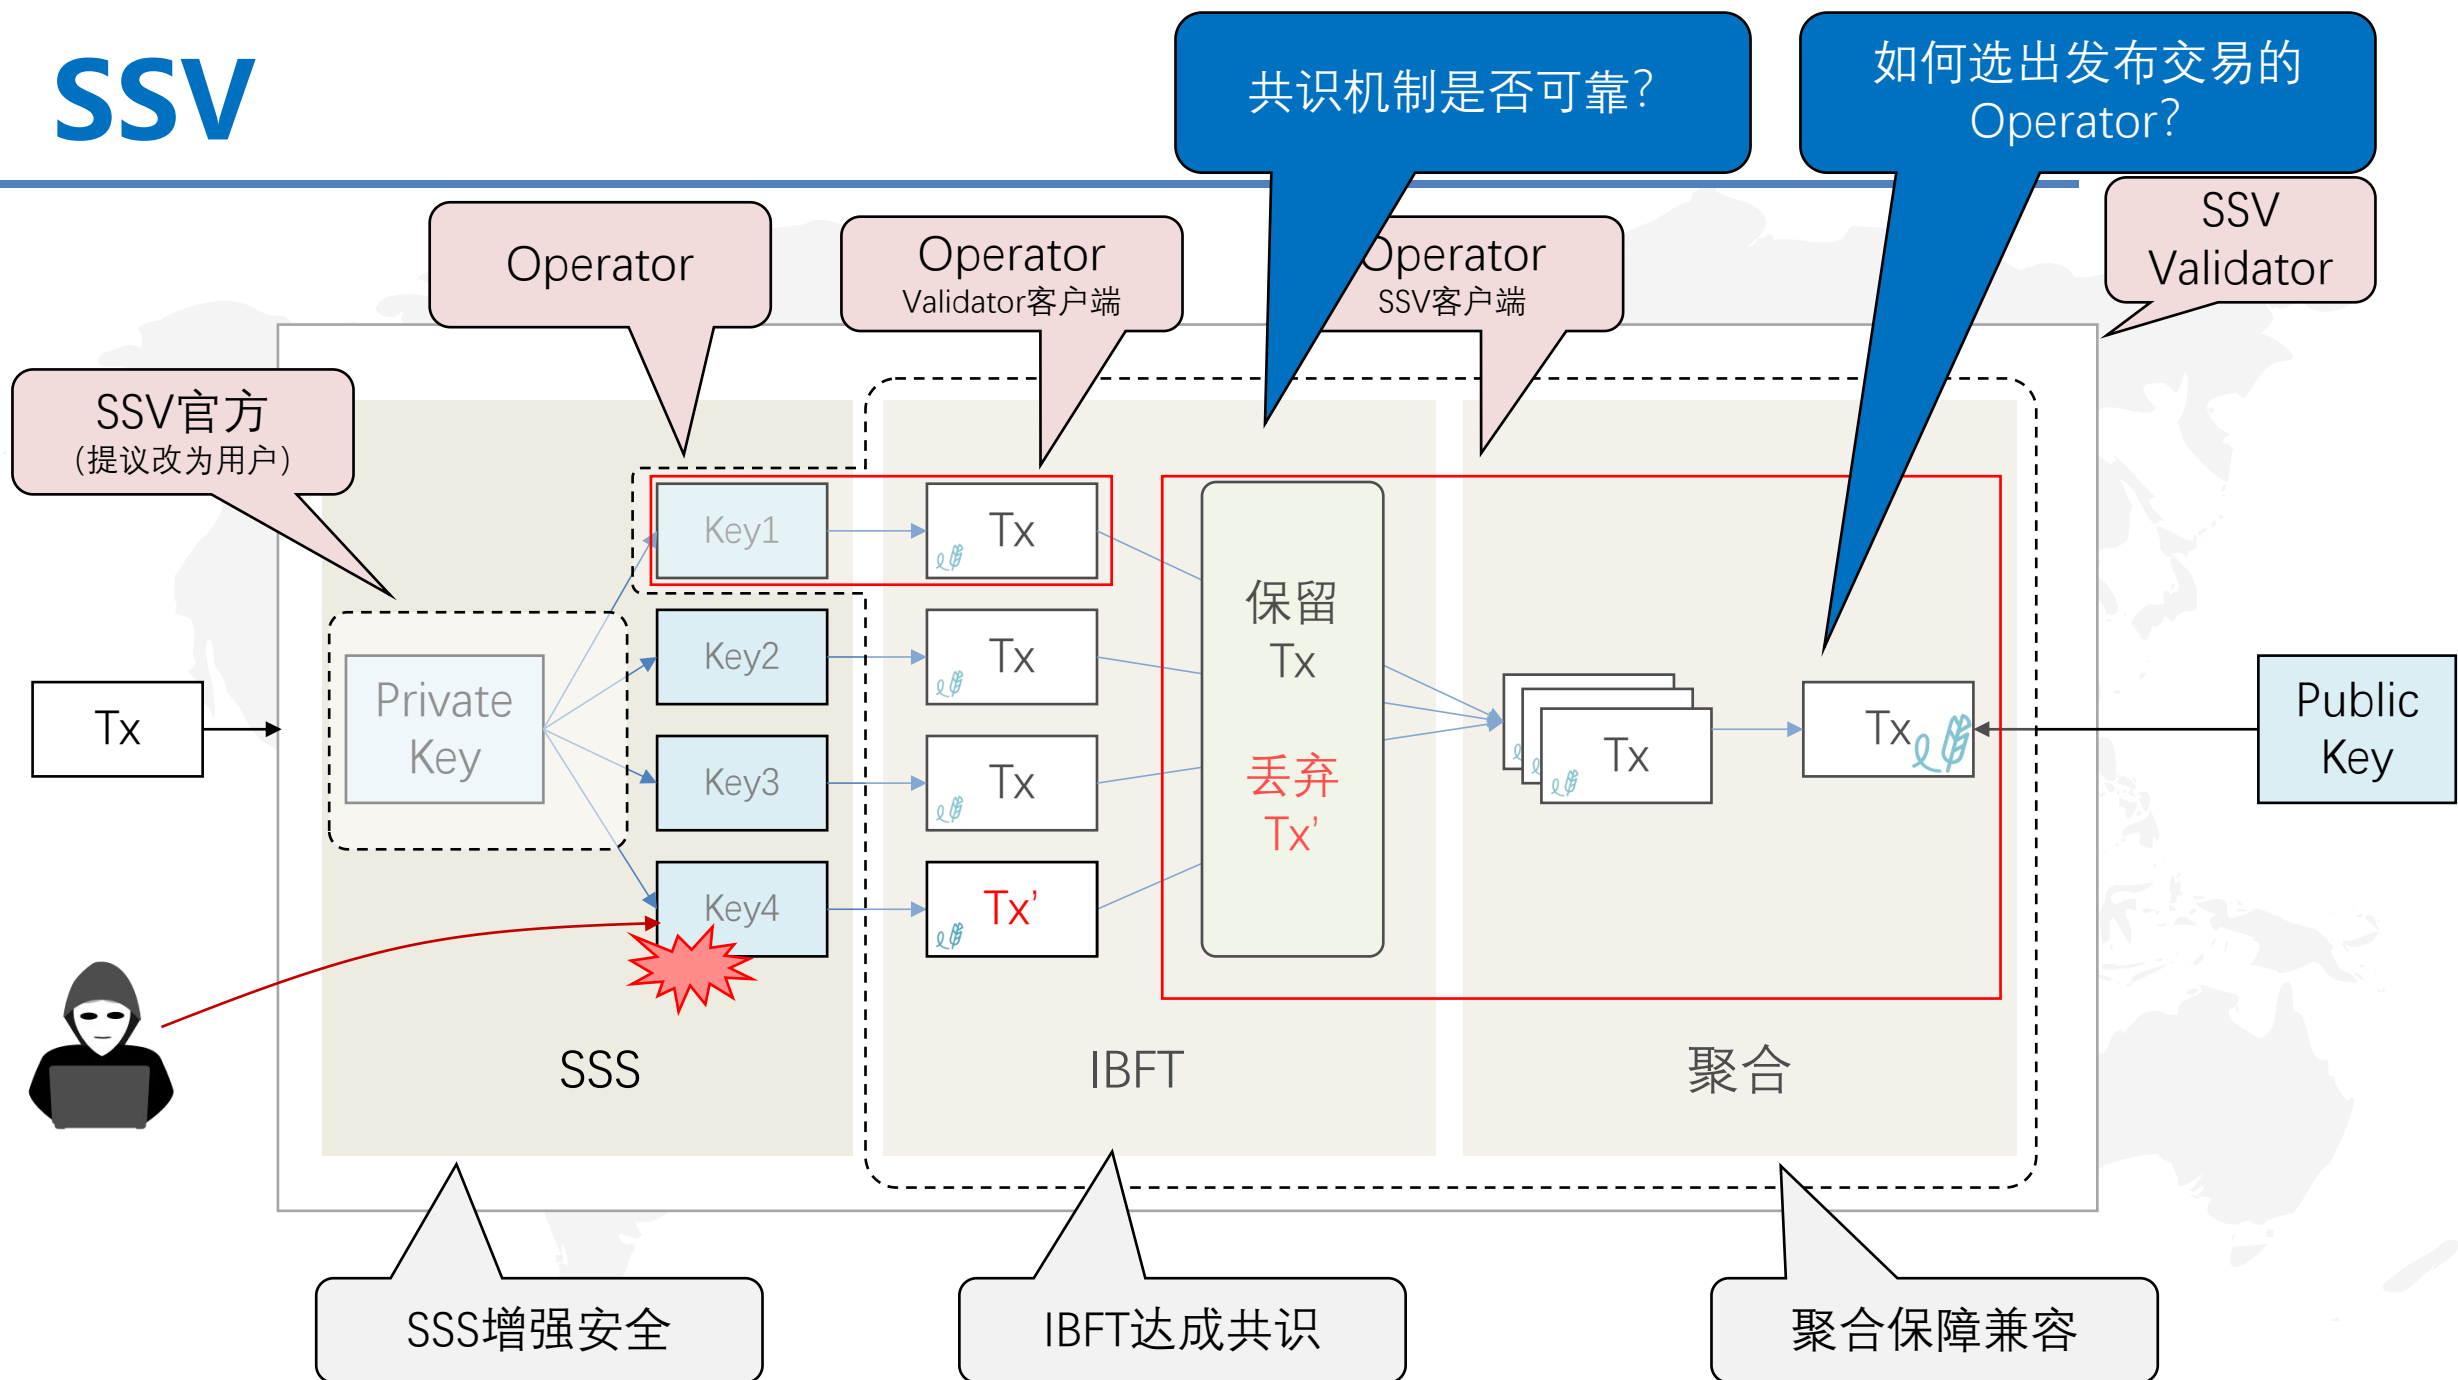 SSV
共识机制是否可靠？
如何选出发布交易的
Operator？
Operator
Operator
Validator客户端
Operator
SSV客户端
SSV
Validator
SSV官方
（提议改为用户）
Key1
Tx
Key2
Tx
Key3
Tx
Key4
Tx’
Private
Key
Tx
保留
Tx
丢弃
Tx’
Tx
Tx
Public
Key
SSS
IBFT
聚合
SSS增强安全
IBFT达成共识
聚合保障兼容